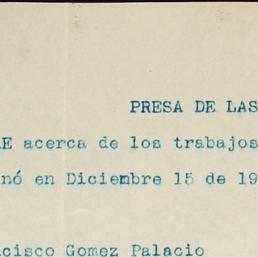 PRESA DE LAS
E acerca de los trabajos
nó en Diciembre 15 de 19
cisco Gomez Palacio